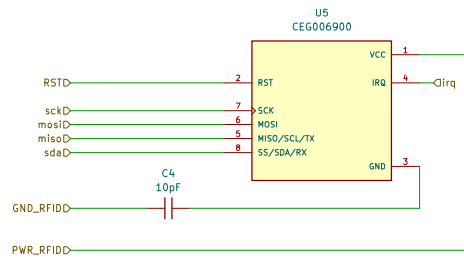 U5
CEG006900
VCC 1
RST 2 RST
IRQ 4 irq
sck 7 SCK
mosi 6 MOSI
miso 5 MISO/SCL/TX
sda 8 SS/SDA/RX
GND 3
C4
10pF
GND_RFID
PWR_RFID